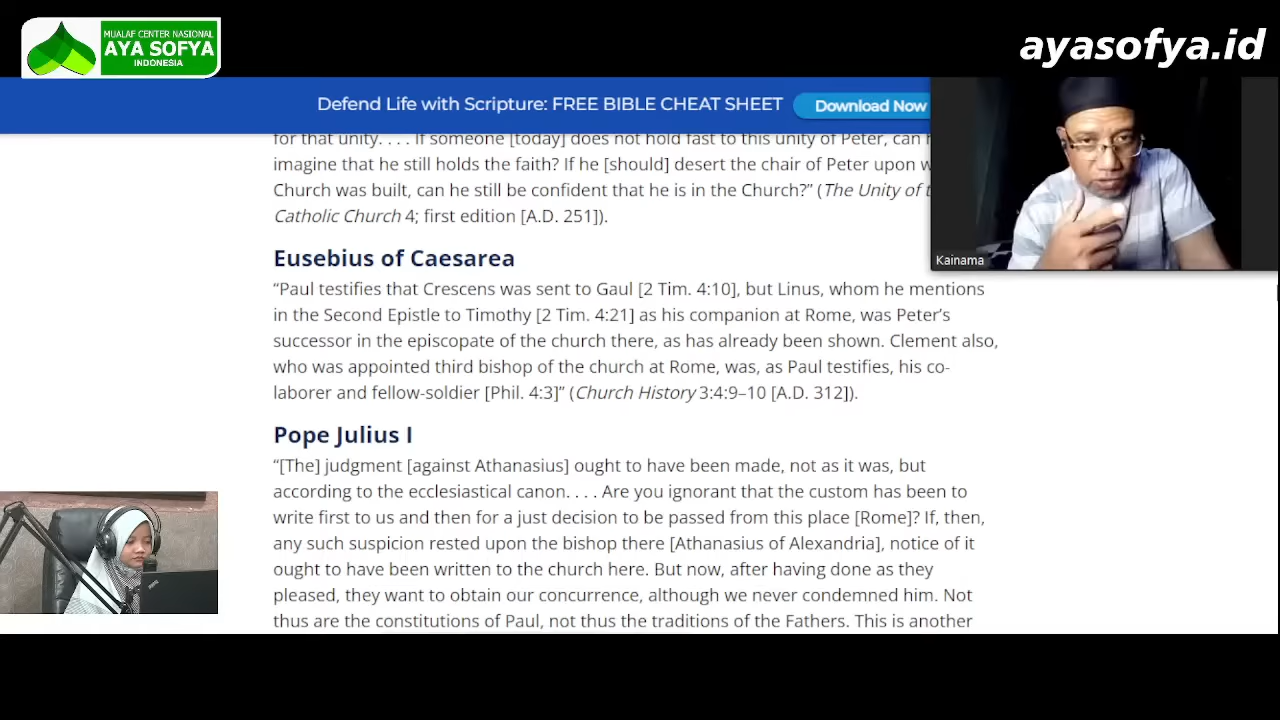 MUALAF CENTER NASIONAL
AYA SOFYA
INDONESIA
ayasofya.id
Defend Life with Scripture: FREE BIBLE CHEAT SHEET
Download Now
for that unity. . . . If someone [today] does not hold fast to this unity of Peter, can
imagine that he still holds the faith? If he [should] desert the chair of Peter upon
Church was built, can he still be confident that he is in the Church?” (The Unity of
Catholic Church 4; first edition [A.D. 251]).
Kainama
Eusebius of Caesarea
“Paul testifies that Crescens was sent to Gaul [2 Tim. 4:10], but Linus, whom he mentions
in the Second Epistle to Timothy [2 Tim. 4:21] as his companion at Rome, was Peter’s
successor in the episcopate of the church there, as has already been shown. Clement also,
who was appointed third bishop of the church at Rome, was, as Paul testifies, his co-
laborer and fellow-soldier [Phil. 4:3]” (Church History 3:4:9–10 [A.D. 312]).
Pope Julius I
“[The] judgment [against Athanasius] ought to have been made, not as it was, but
according to the ecclesiastical canon. . . . Are you ignorant that the custom has been to
write first to us and then for a just decision to be passed from this place [Rome]? If, then,
any such suspicion rested upon the bishop there [Athanasius of Alexandria], notice of it
ought to have been written to the church here. But now, after having done as they
pleased, they want to obtain our concurrence, although we never condemned him. Not
thus are the constitutions of Paul, not thus the traditions of the Fathers. This is another